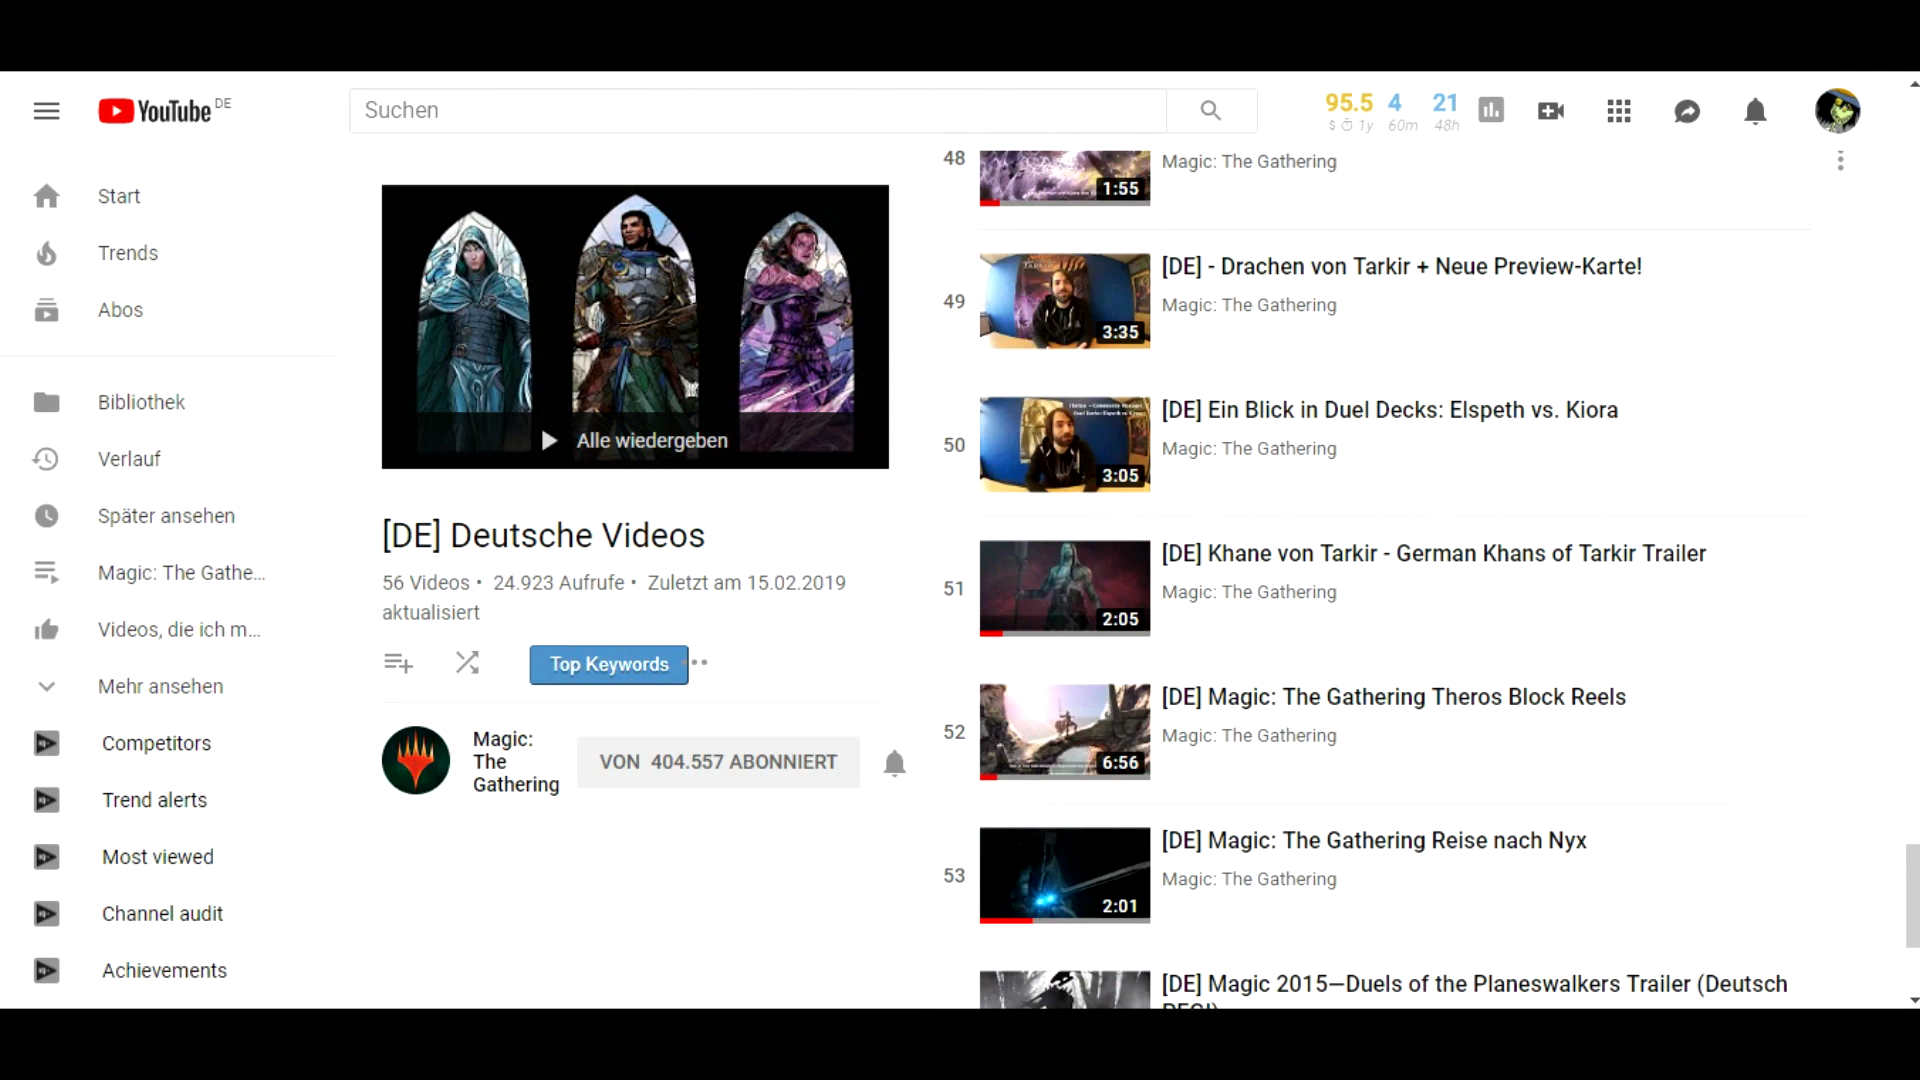 YouTube DE
Suchen
95.5 4 21
$ 1y 60m 48h
Start
Trends
Abos
Bibliothek
Verlauf
Später ansehen
Magic: The Gathe...
Videos, die ich m...
Mehr ansehen
Competitors
Trend alerts
Most viewed
Channel audit
Achievements
Alle wiedergeben
[DE] Deutsche Videos
56 Videos • 24.923 Aufrufe • Zuletzt am 15.02.2019
aktualisiert
Top Keywords
Magic:
The
Gathering
VON 404.557 ABONNIERT
48
1:55
Magic: The Gathering
49
3:35
[DE] - Drachen von Tarkir + Neue Preview-Karte!
Magic: The Gathering
50
3:05
[DE] Ein Blick in Duel Decks: Elspeth vs. Kiora
Magic: The Gathering
51
2:05
[DE] Khane von Tarkir - German Khans of Tarkir Trailer
Magic: The Gathering
52
6:56
[DE] Magic: The Gathering Theros Block Reels
Magic: The Gathering
53
2:01
[DE] Magic: The Gathering Reise nach Nyx
Magic: The Gathering
[DE] Magic 2015—Duels of the Planeswalkers Trailer (Deutsch